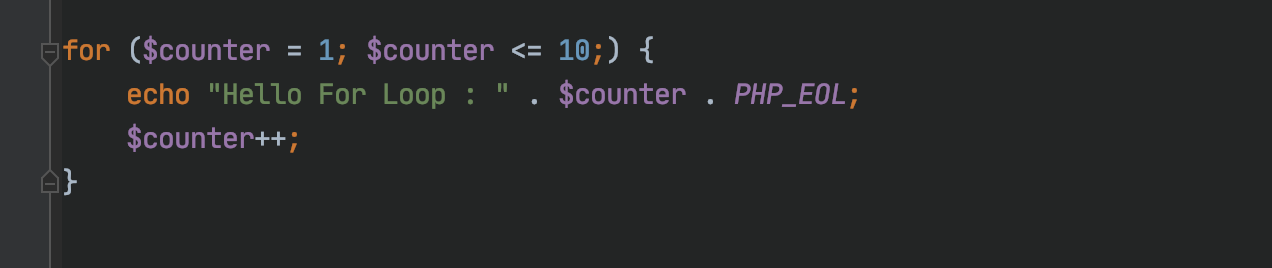 for ($counter = 1; $counter <= 10;) {
    echo "Hello For Loop : " . $counter . PHP_EOL;
    $counter++;
}